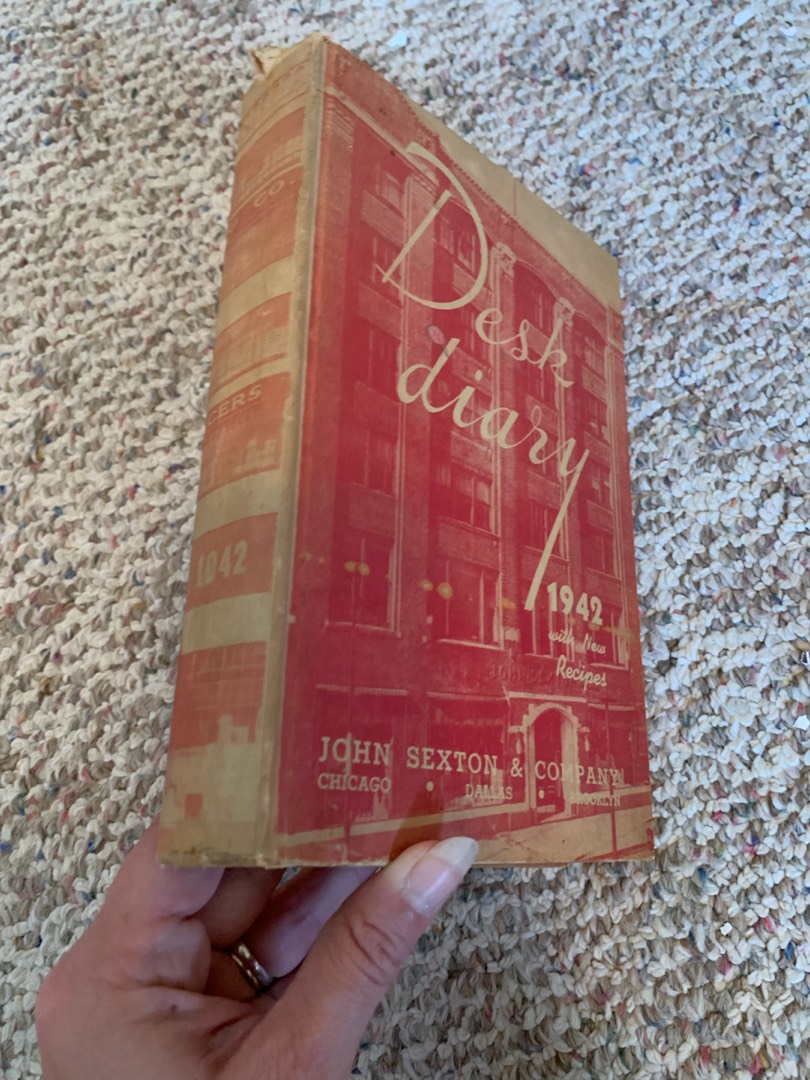 CO.
CERS
1942
Desk
diary
1942
with New
Recipes
JOHN SEXTON & COMPANY
CHICAGO • DALLAS • BROOKLYN